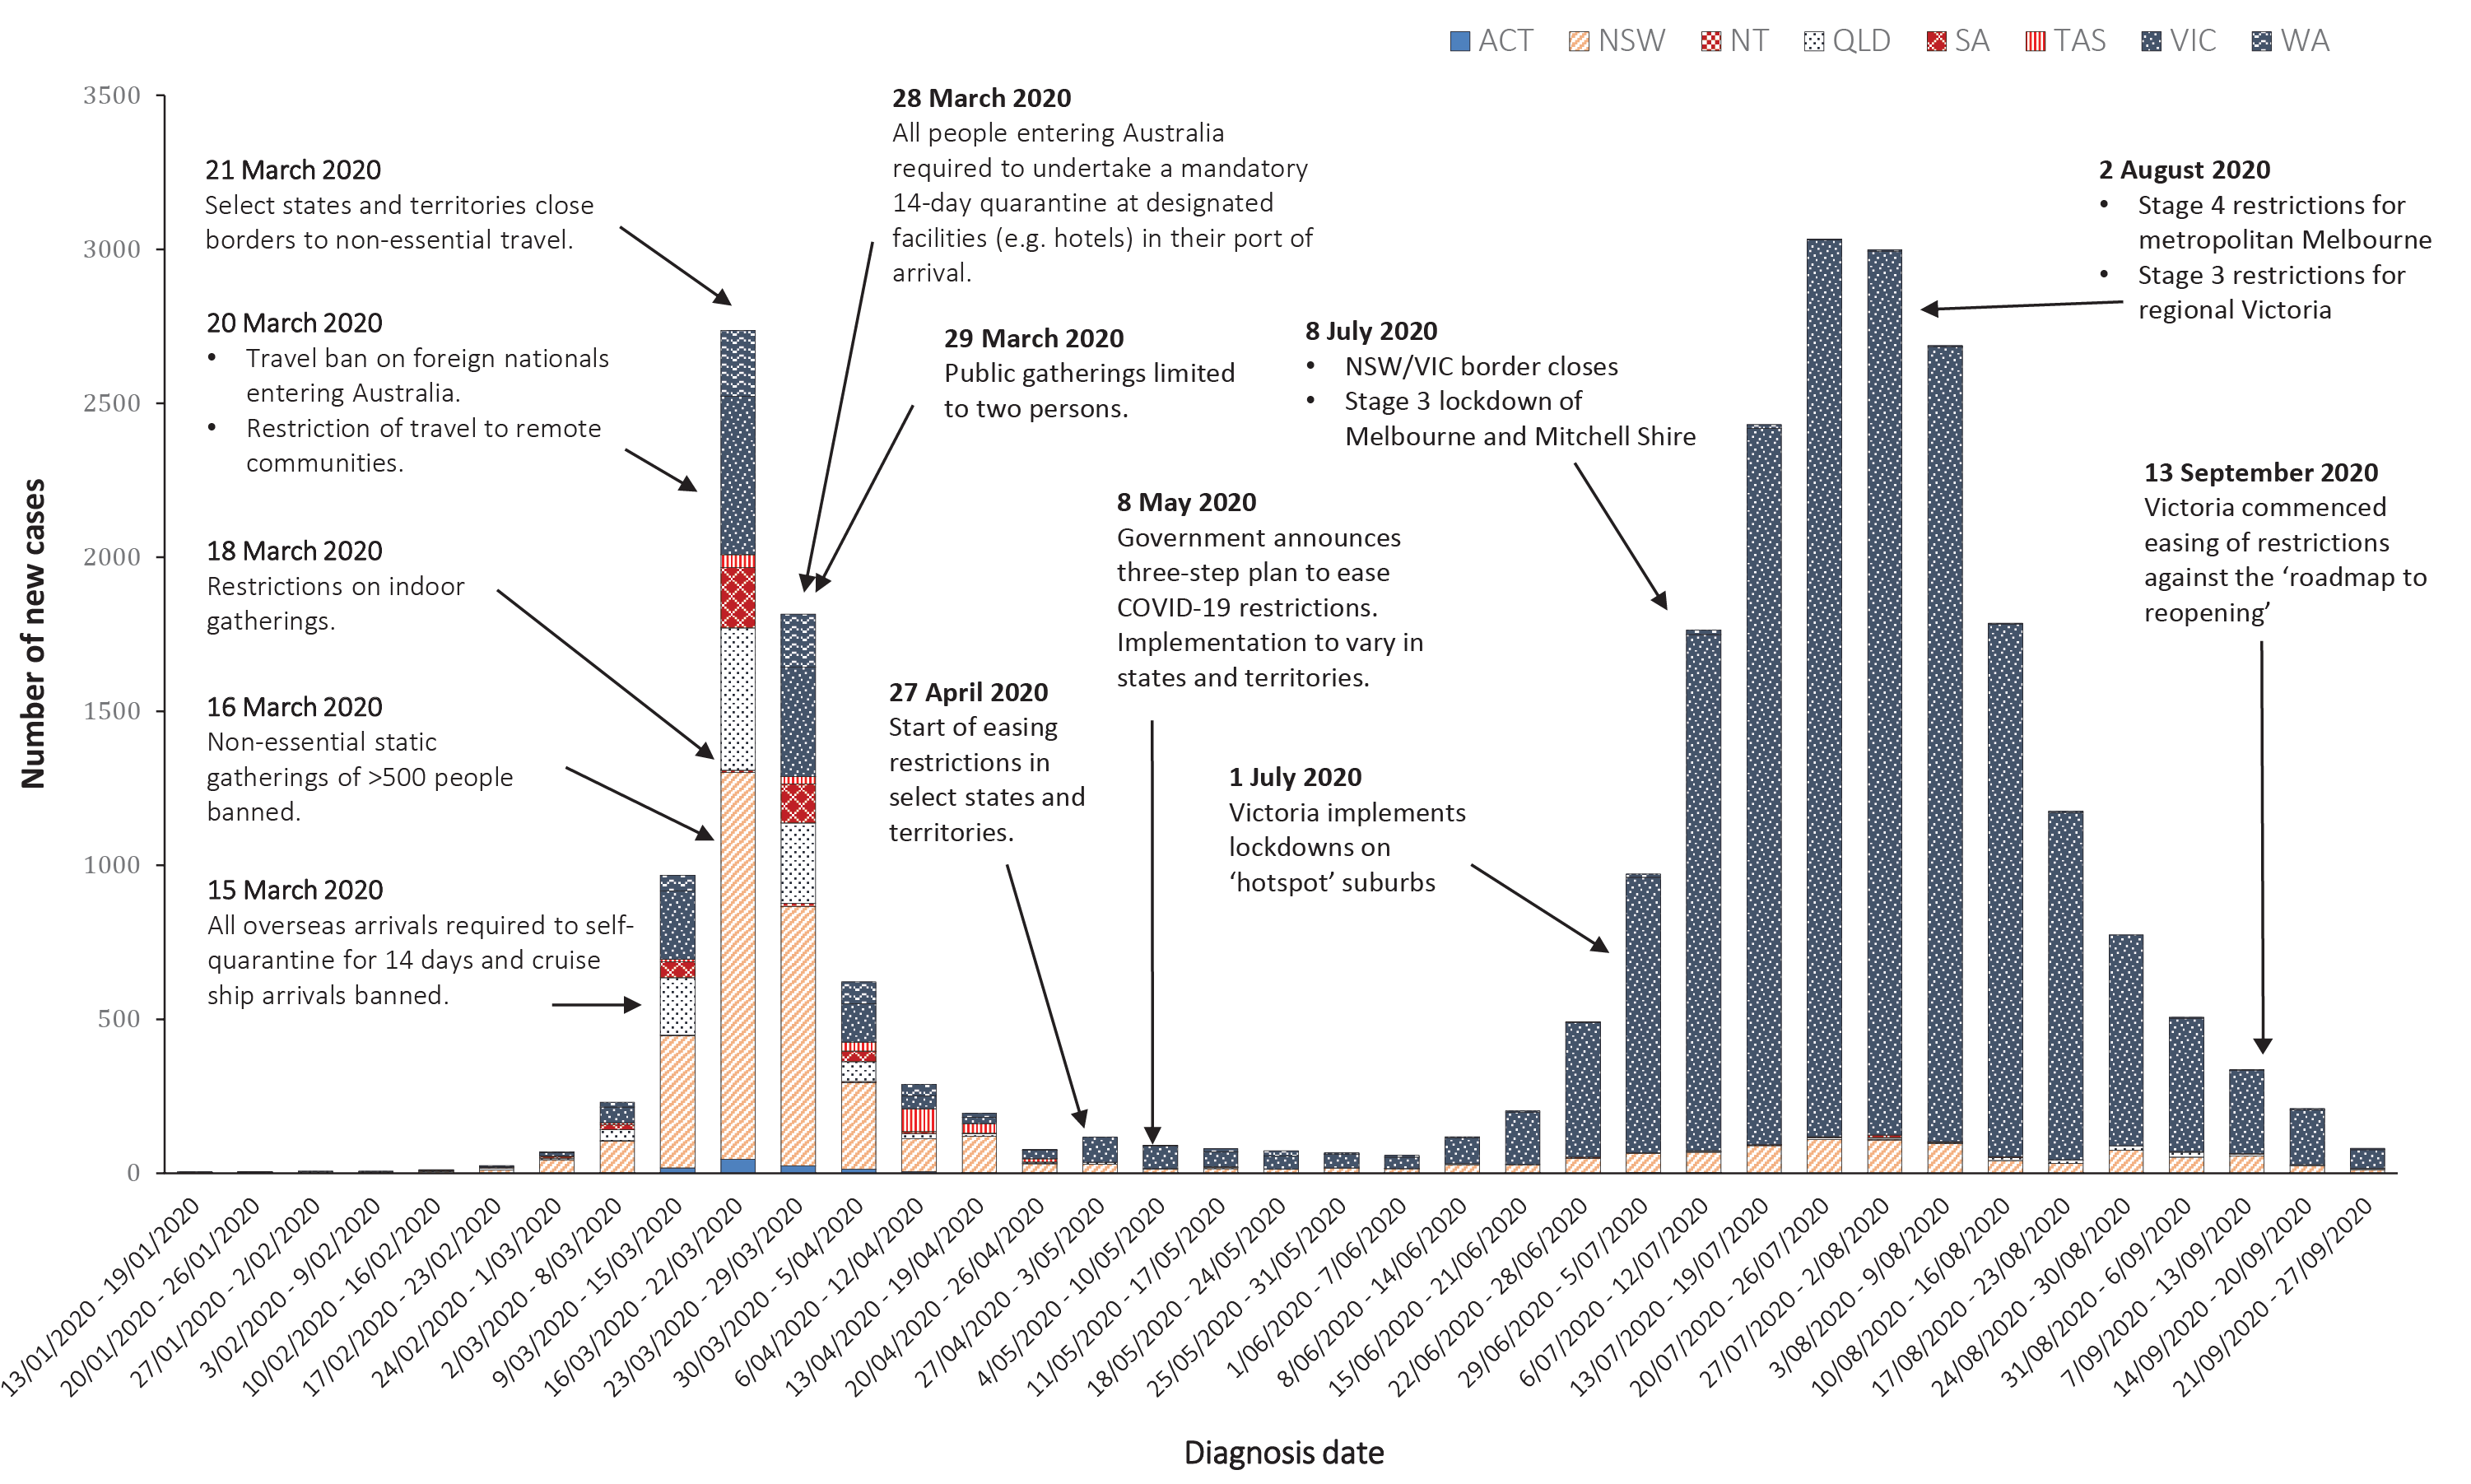 ACT NSW NT QLD SA TAS VIC WA
Number of new cases
3500
3000
2500
2000
1500
1000
500
0
21 March 2020
Select states and territories close
borders to non-essential travel.
20 March 2020
• Travel ban on foreign nationals
entering Australia.
• Restriction of travel to remote
communities.
18 March 2020
Restrictions on indoor
gatherings.
16 March 2020
Non-essential static
gatherings of >500 people
banned.
15 March 2020
All overseas arrivals required to self-
quarantine for 14 days and cruise
ship arrivals banned.
28 March 2020
All people entering Australia
required to undertake a mandatory
14-day quarantine at designated
facilities (e.g. hotels) in their port of
arrival.
29 March 2020
Public gatherings limited
to two persons.
27 April 2020
Start of easing
restrictions in
select states and
territories.
8 May 2020
Government announces
three-step plan to ease
COVID-19 restrictions.
Implementation to vary in
states and territories.
1 July 2020
Victoria implements
lockdowns on
‘hotspot’ suburbs
8 July 2020
• NSW/VIC border closes
• Stage 3 lockdown of
Melbourne and Mitchell Shire
2 August 2020
• Stage 4 restrictions for
metropolitan Melbourne
• Stage 3 restrictions for
regional Victoria
13 September 2020
Victoria commenced
easing of restrictions
against the ‘roadmap to
reopening’
13/01/2020 - 19/01/2020
20/01/2020 - 26/01/2020
27/01/2020 - 2/02/2020
3/02/2020 - 9/02/2020
10/02/2020 - 16/02/2020
17/02/2020 - 23/02/2020
24/02/2020 - 1/03/2020
2/03/2020 - 8/03/2020
9/03/2020 - 15/03/2020
16/03/2020 - 22/03/2020
23/03/2020 - 29/03/2020
30/03/2020 - 5/04/2020
6/04/2020 - 12/04/2020
13/04/2020 - 19/04/2020
20/04/2020 - 26/04/2020
27/04/2020 - 3/05/2020
4/05/2020 - 10/05/2020
11/05/2020 - 17/05/2020
18/05/2020 - 24/05/2020
25/05/2020 - 31/05/2020
1/06/2020 - 7/06/2020
8/06/2020 - 14/06/2020
15/06/2020 - 21/06/2020
22/06/2020 - 28/06/2020
29/06/2020 - 5/07/2020
6/07/2020 - 12/07/2020
13/07/2020 - 19/07/2020
20/07/2020 - 26/07/2020
27/07/2020 - 2/08/2020
3/08/2020 - 9/08/2020
10/08/2020 - 16/08/2020
17/08/2020 - 23/08/2020
24/08/2020 - 30/08/2020
31/08/2020 - 6/09/2020
7/09/2020 - 13/09/2020
14/09/2020 - 20/09/2020
21/09/2020 - 27/09/2020
Diagnosis date